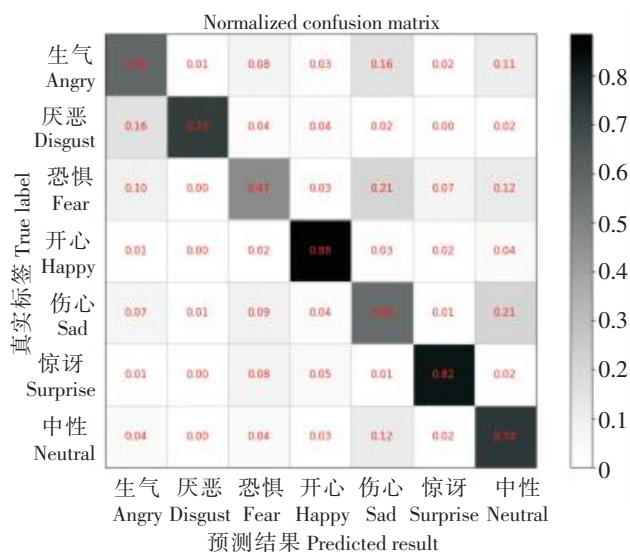 Normalized confusion matrix
真实标签 True label
生气
Angry
0.01 0.08 0.03 0.16 0.02 0.11
厌恶
Disgust
0.16 0.04 0.04 0.02 0.00 0.02
恐惧
Fear
0.10 0.00 0.47 0.03 0.21 0.07 0.12
开心
Happy
0.01 0.00 0.02 0.88 0.03 0.02 0.04
伤心
Sad
0.07 0.01 0.09 0.04 0.01 0.21
惊讶
Surprise
0.01 0.00 0.08 0.05 0.01 0.82 0.02
中性
Neutral
0.04 0.00 0.04 0.03 0.12 0.02 0.74
生气 厌恶 恐惧 开心 伤心 惊讶 中性
Angry Disgust Fear Happy Sad Surprise Neutral
预测结果 Predicted result
0.8
0.7
0.6
0.5
0.4
0.3
0.2
0.1
0